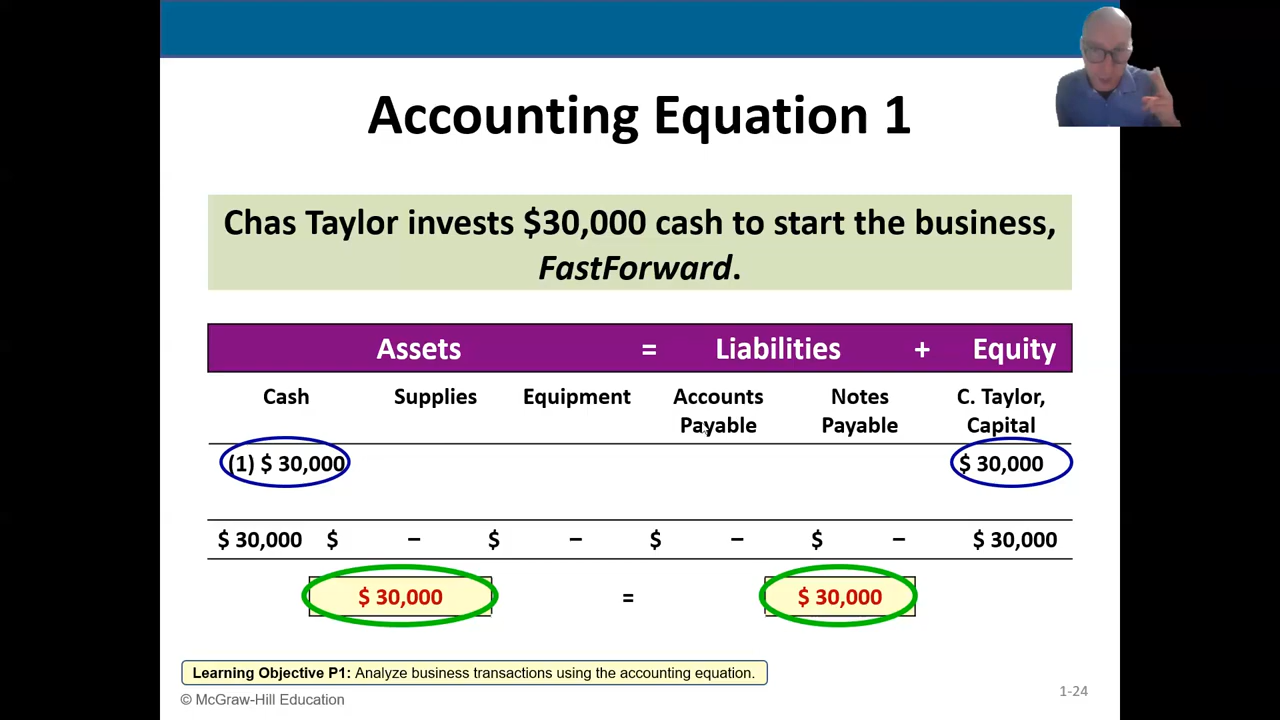 Accounting Equation 1
Chas Taylor invests $30,000 cash to start the business,
FastForward.
Assets = Liabilities + Equity
Cash Supplies Equipment Accounts Payable Notes Payable C. Taylor, Capital
(1) $ 30,000 $ 30,000
$ 30,000 $ – $ – $ – $ – $ 30,000
$ 30,000 = $ 30,000
Learning Objective P1: Analyze business transactions using the accounting equation.
© McGraw-Hill Education
1-24